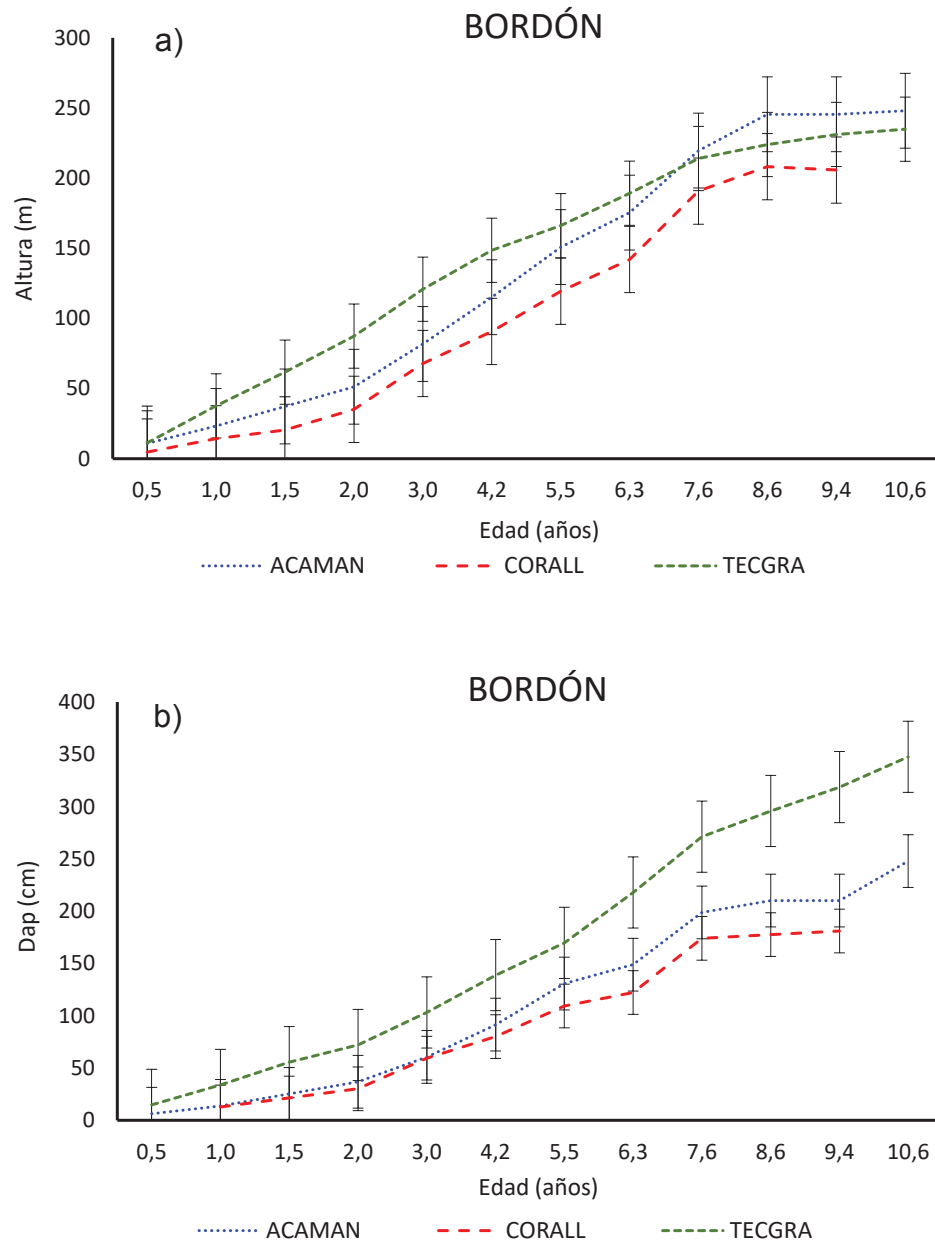 BORDÓN
a)
300
250
200
150
100
50
0
Altura (m)
0,5 1,0 1,5 2,0 3,0 4,2 5,5 6,3 7,6 8,6 9,4 10,6
Edad (años)
ACAMAN CORALL TECGRA
BORDÓN
b)
400
350
300
250
200
150
100
50
0
Dap (cm)
0,5 1,0 1,5 2,0 3,0 4,2 5,5 6,3 7,6 8,6 9,4 10,6
Edad (años)
ACAMAN CORALL TECGRA